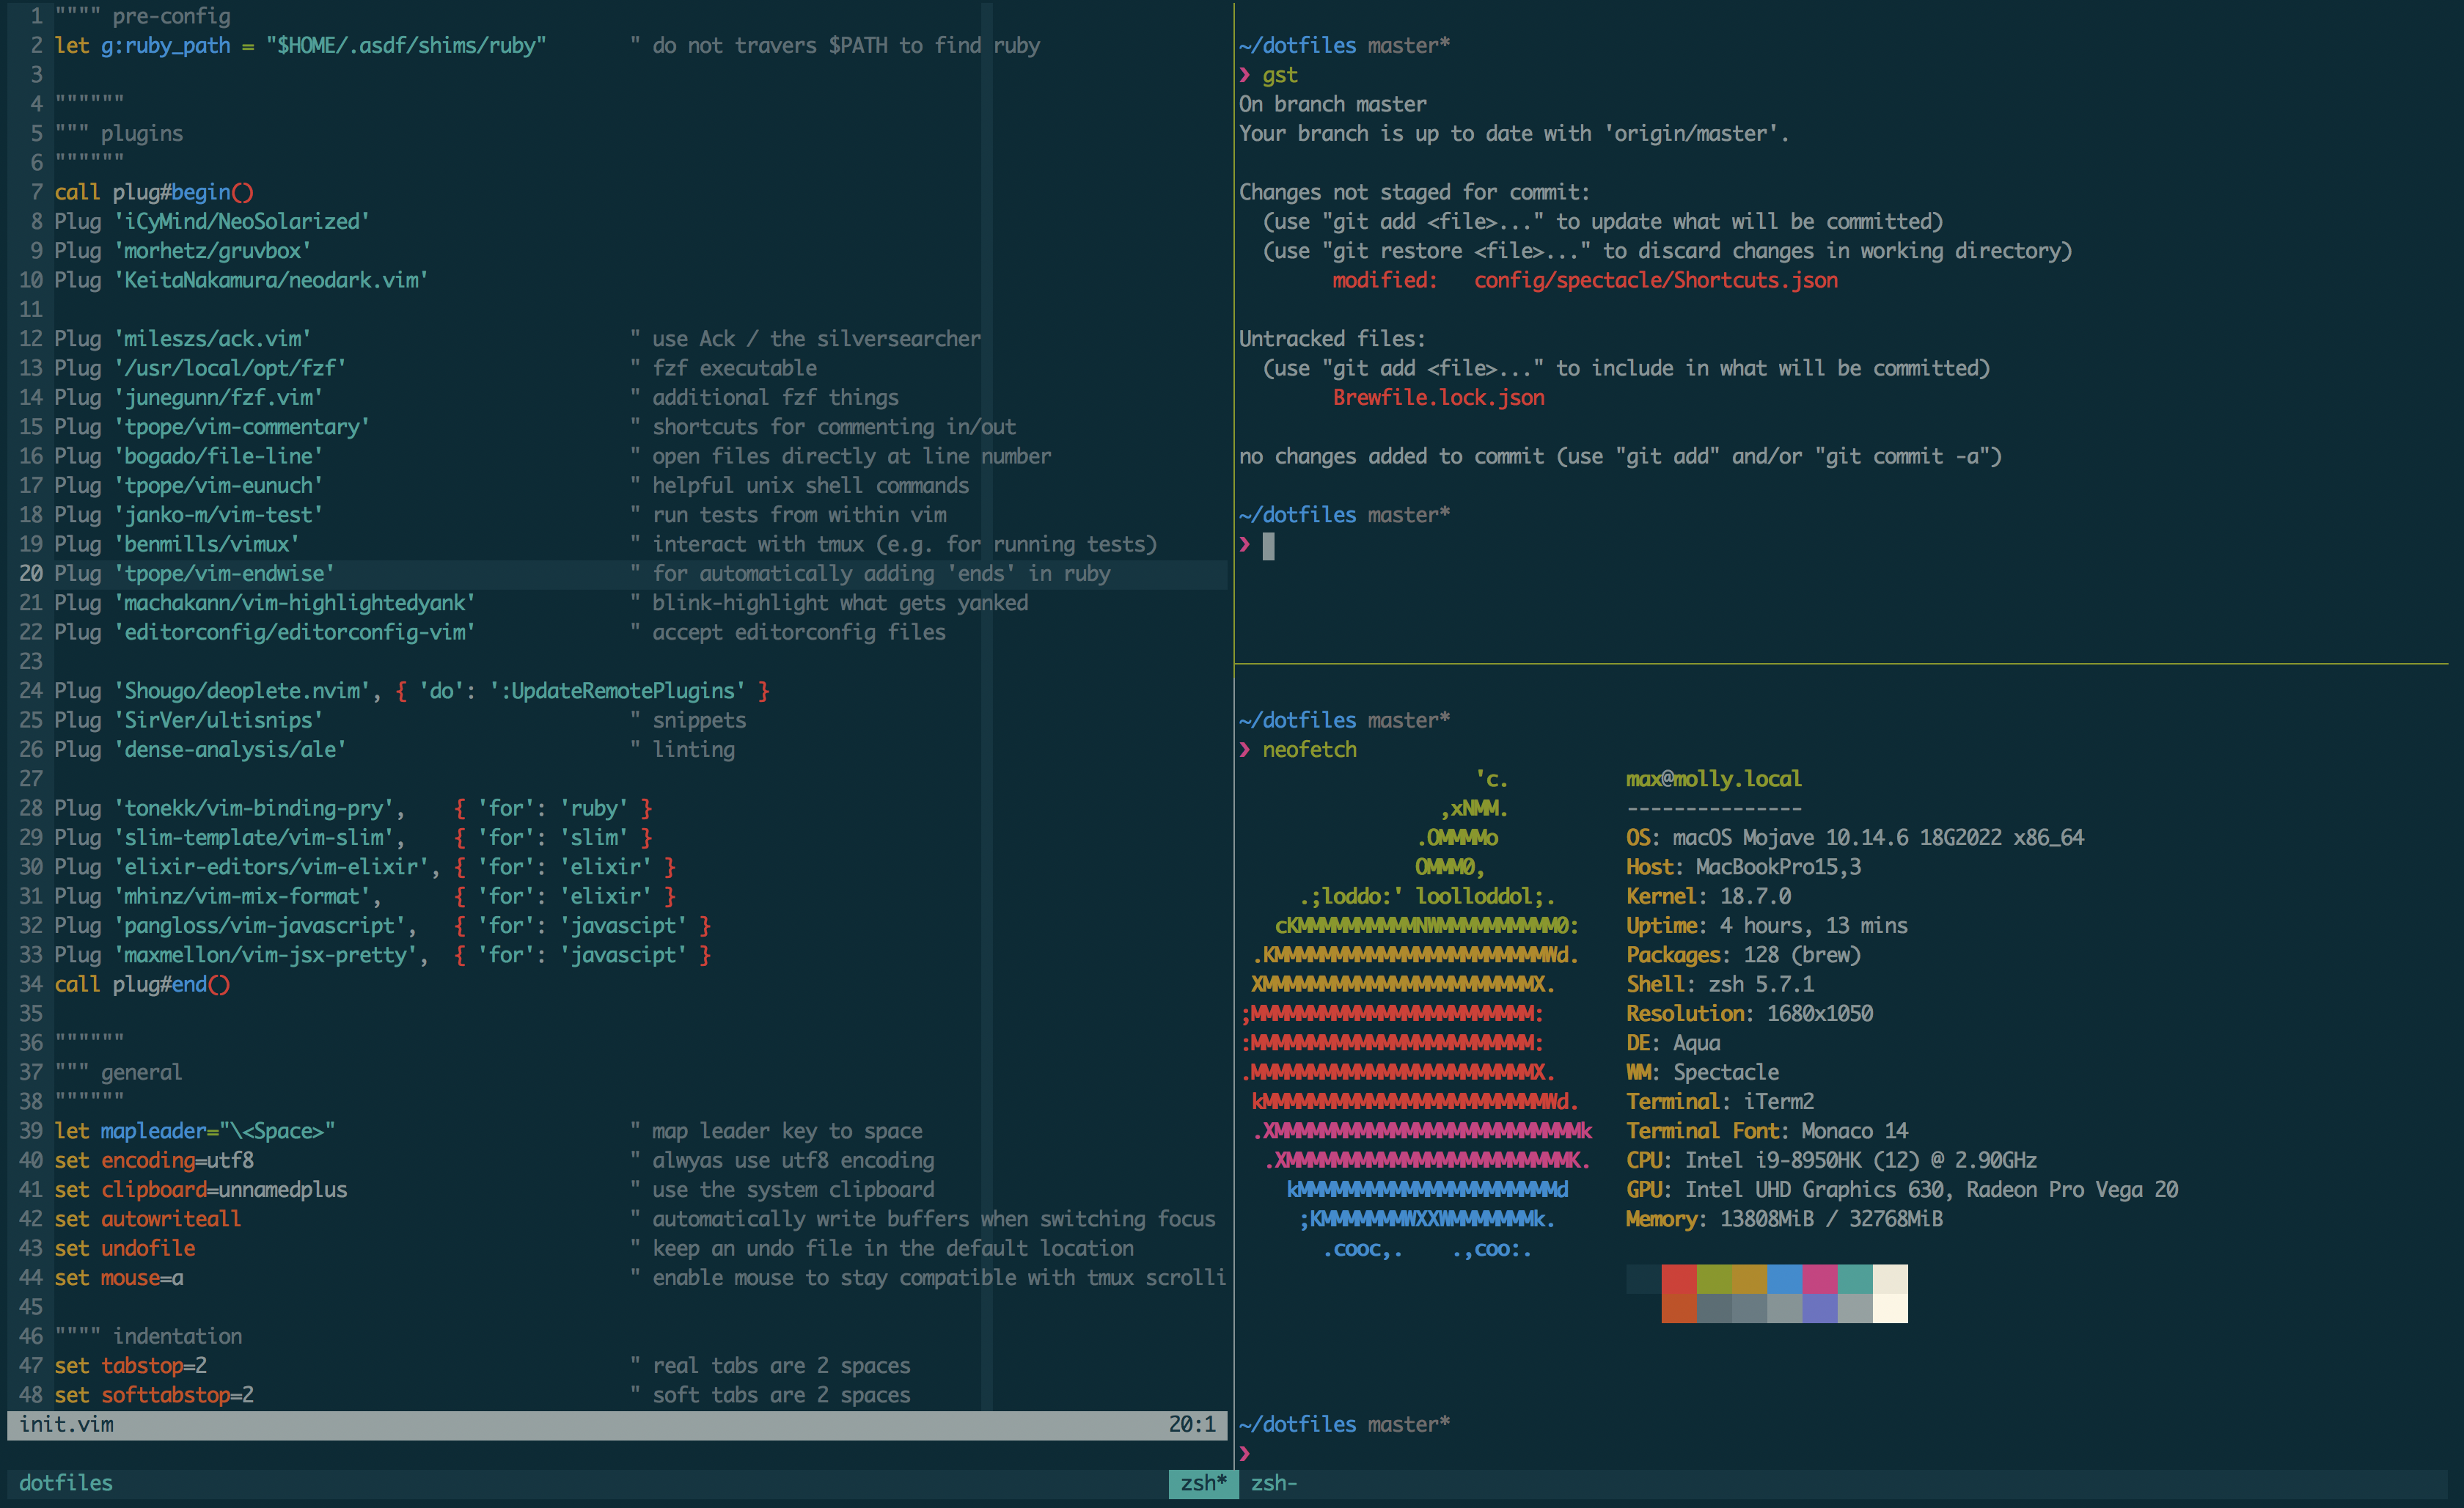 1 """" pre-config
2 let g:ruby_path = "$HOME/.asdf/shims/ruby" " do not travers $PATH to find ruby
3
4 """"""
5 """ plugins
6 """"""
7 call plug#begin()
8 Plug 'iCyMind/NeoSolarized'
9 Plug 'morhetz/gruvbox'
10 Plug 'KeitaNakamura/neodark.vim'
11
12 Plug 'mileszs/ack.vim' " use Ack / the silversearcher
13 Plug '/usr/local/opt/fzf' " fzf executable
14 Plug 'junegunn/fzf.vim' " additional fzf things
15 Plug 'tpope/vim-commentary' " shortcuts for commenting in/out
16 Plug 'bogado/file-line' " open files directly at line number
17 Plug 'tpope/vim-eunuch' " helpful unix shell commands
18 Plug 'janko-m/vim-test' " run tests from within vim
19 Plug 'benmills/vimux' " interact with tmux (e.g. for running tests)
20 Plug 'tpope/vim-endwise' " for automatically adding 'ends' in ruby
21 Plug 'machakann/vim-highlightedyank' " blink-highlight what gets yanked
22 Plug 'editorconfig/editorconfig-vim' " accept editorconfig files
23
24 Plug 'Shougo/deoplete.nvim', { 'do': ':UpdateRemotePlugins' }
25 Plug 'SirVer/ultisnips' " snippets
26 Plug 'dense-analysis/ale' " linting
27
28 Plug 'tonekk/vim-binding-pry', { 'for': 'ruby' }
29 Plug 'slim-template/vim-slim', { 'for': 'slim' }
30 Plug 'elixir-editors/vim-elixir', { 'for': 'elixir' }
31 Plug 'mhinz/vim-mix-format', { 'for': 'elixir' }
32 Plug 'pangloss/vim-javascript', { 'for': 'javascipt' }
33 Plug 'maxmellon/vim-jsx-pretty', { 'for': 'javascipt' }
34 call plug#end()
35
36 """"""
37 """ general
38 """"""
39 let mapleader="\<Space>" " map leader key to space
40 set encoding=utf8 " alwyas use utf8 encoding
41 set clipboard=unnamedplus " use the system clipboard
42 set autowriteall " automatically write buffers when switching focus
43 set undofile " keep an undo file in the default location
44 set mouse=a " enable mouse to stay compatible with tmux scrolli
45
46 """" indentation
47 set tabstop=2 " real tabs are 2 spaces
48 set softtabstop=2 " soft tabs are 2 spaces
init.vim 20:1
~/dotfiles master*
❯ gst
On branch master
Your branch is up to date with 'origin/master'.
Changes not staged for commit:
(use "git add <file>..." to update what will be committed)
(use "git restore <file>..." to discard changes in working directory)
modified: config/spectacle/Shortcuts.json
Untracked files:
(use "git add <file>..." to include in what will be committed)
Brewfile.lock.json
no changes added to commit (use "git add" and/or "git commit -a")
~/dotfiles master*
❯
~/dotfiles master*
❯ neofetch
max@molly.local
---------------
OS: macOS Mojave 10.14.6 18G2022 x86_64
Host: MacBookPro15,3
Kernel: 18.7.0
Uptime: 4 hours, 13 mins
Packages: 128 (brew)
Shell: zsh 5.7.1
Resolution: 1680x1050
DE: Aqua
WM: Spectacle
Terminal: iTerm2
Terminal Font: Monaco 14
CPU: Intel i9-8950HK (12) @ 2.90GHz
GPU: Intel UHD Graphics 630, Radeon Pro Vega 20
Memory: 13808MiB / 32768MiB
~/dotfiles master*
❯
dotfiles zsh* zsh-